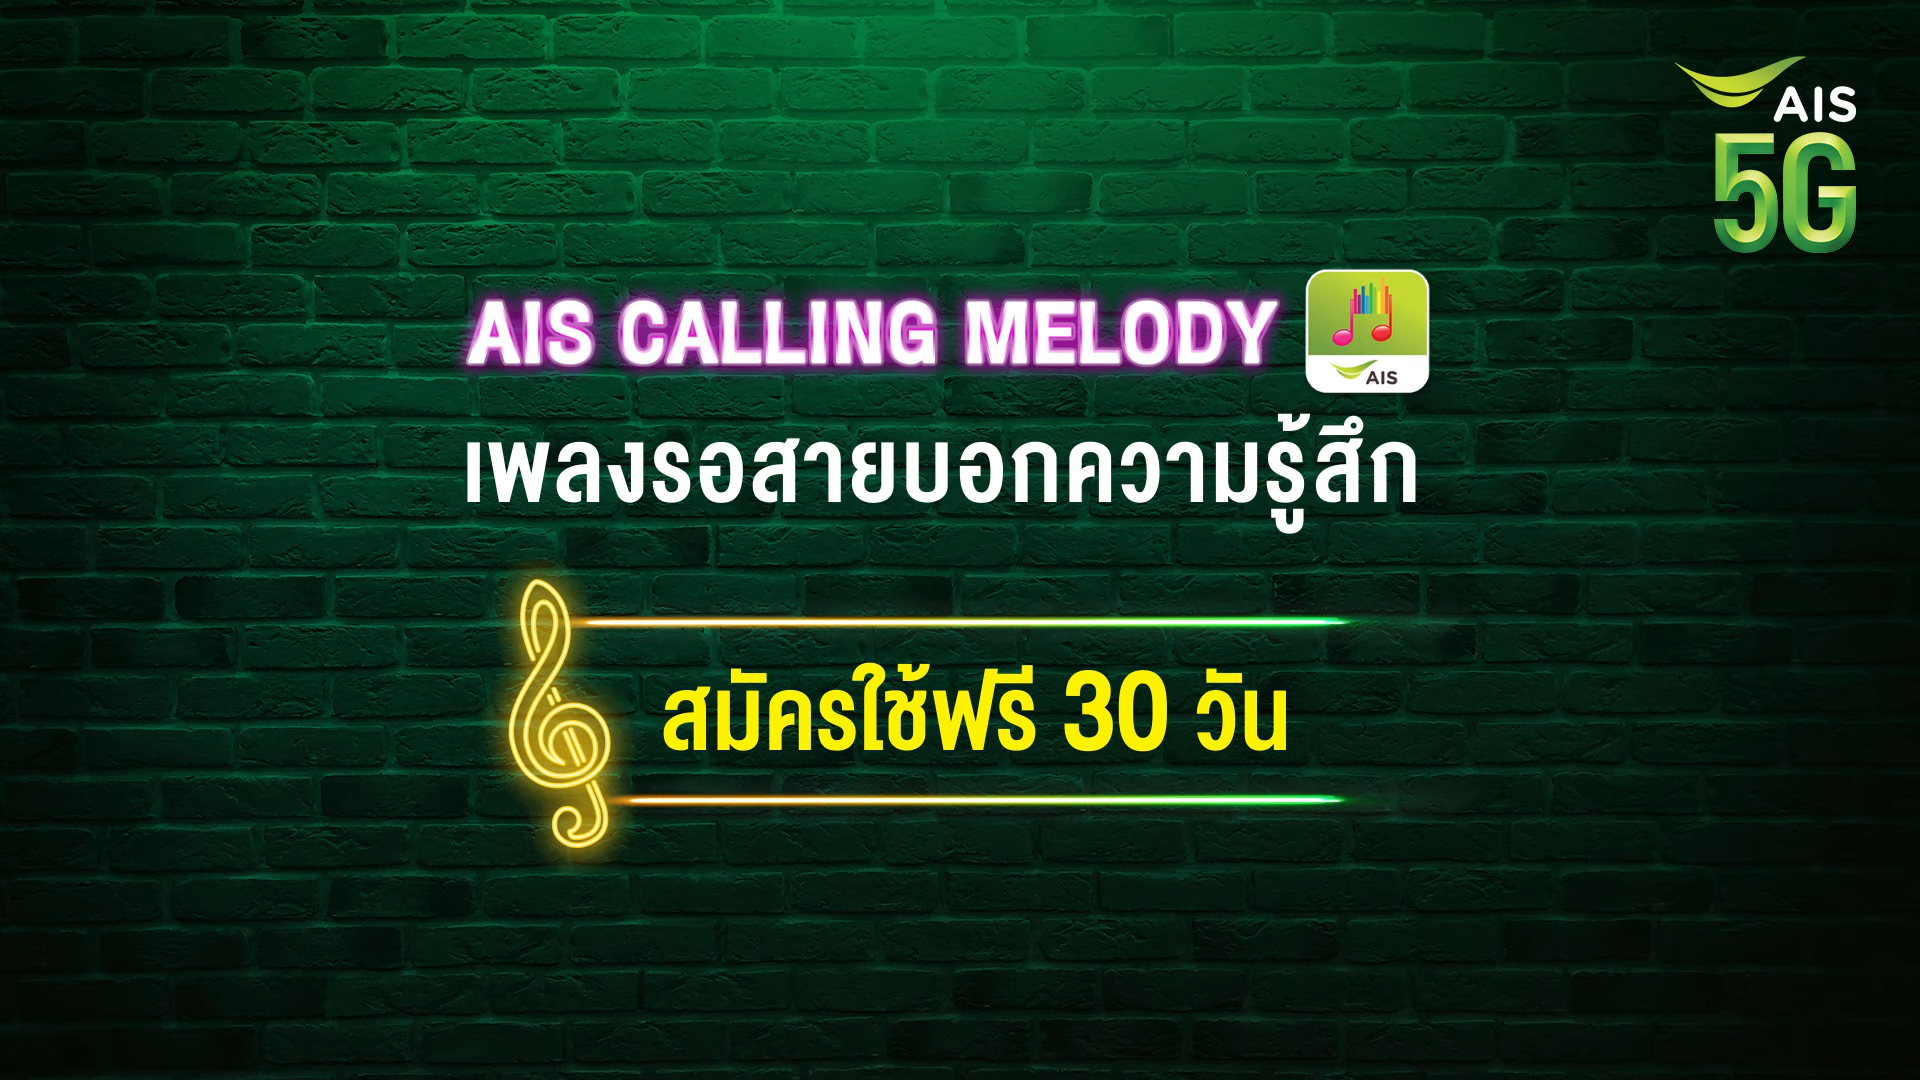 AIS
5G
AIS CALLING MELODY
AIS
เพลงรอสายบอกความรู้สึก
สมัครใช้ฟรี 30 วัน